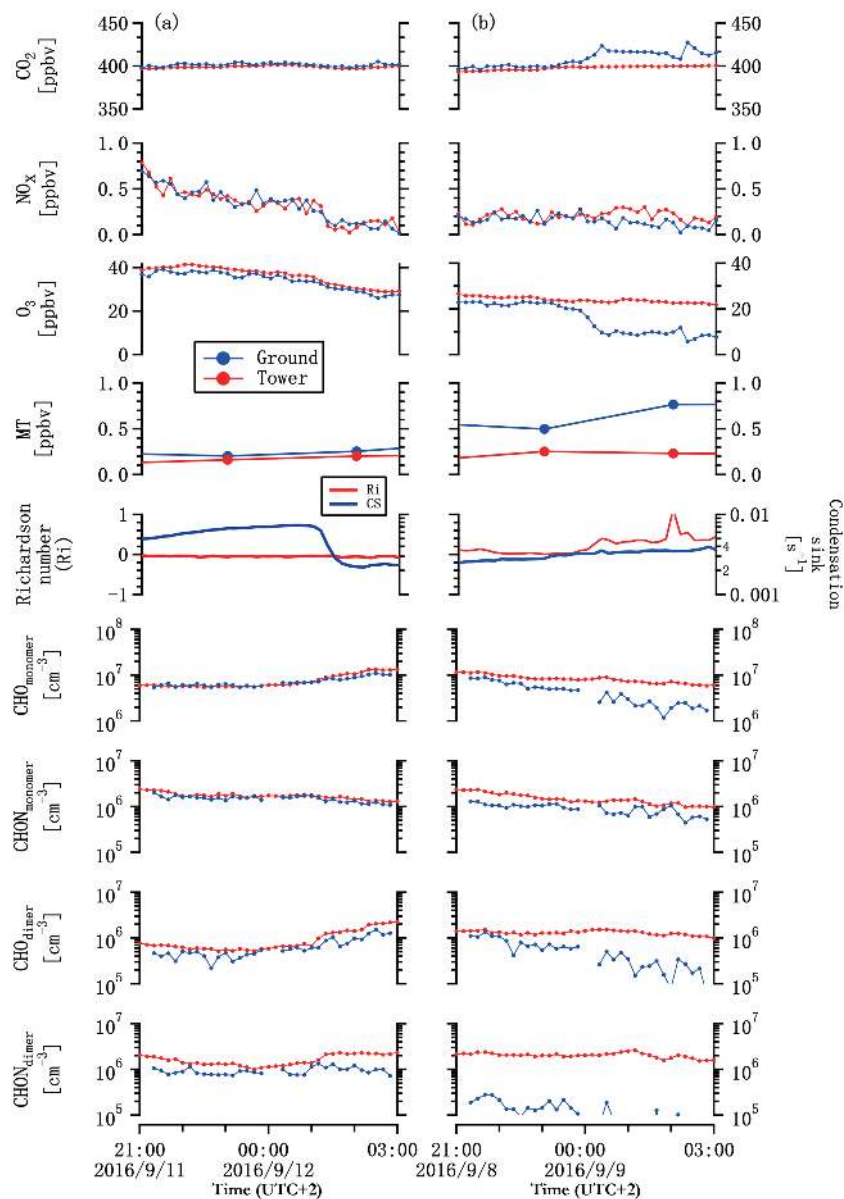 (a)
(b)
CO2
[ppbv]
450
400
350
450
400
350
NOX
[ppbv]
1.0
0.5
0.0
1.0
0.5
0.0
O3
[ppbv]
40
20
0
40
20
0
Ground
Tower
MT
[ppbv]
1.0
0.5
0.0
1.0
0.5
0.0
Ri
CS
Richardson
number
(Ri)
1
0
-1
0.01
4
2
0.001
Condensation
sink
[s-1]
CHOmonomer
[cm-3]
10^8
10^7
10^6
10^8
10^7
10^6
CHONmonomer
[cm-3]
10^7
10^6
10^5
10^7
10^6
10^5
CHOdimer
[cm-3]
10^7
10^6
10^5
10^7
10^6
10^5
CHONdimer
[cm-3]
10^7
10^6
10^5
10^7
10^6
10^5
21:00 00:00 03:00
2016/9/11 2016/9/12
Time (UTC+2)
21:00 00:00 03:00
2016/9/8 2016/9/9
Time (UTC+2)